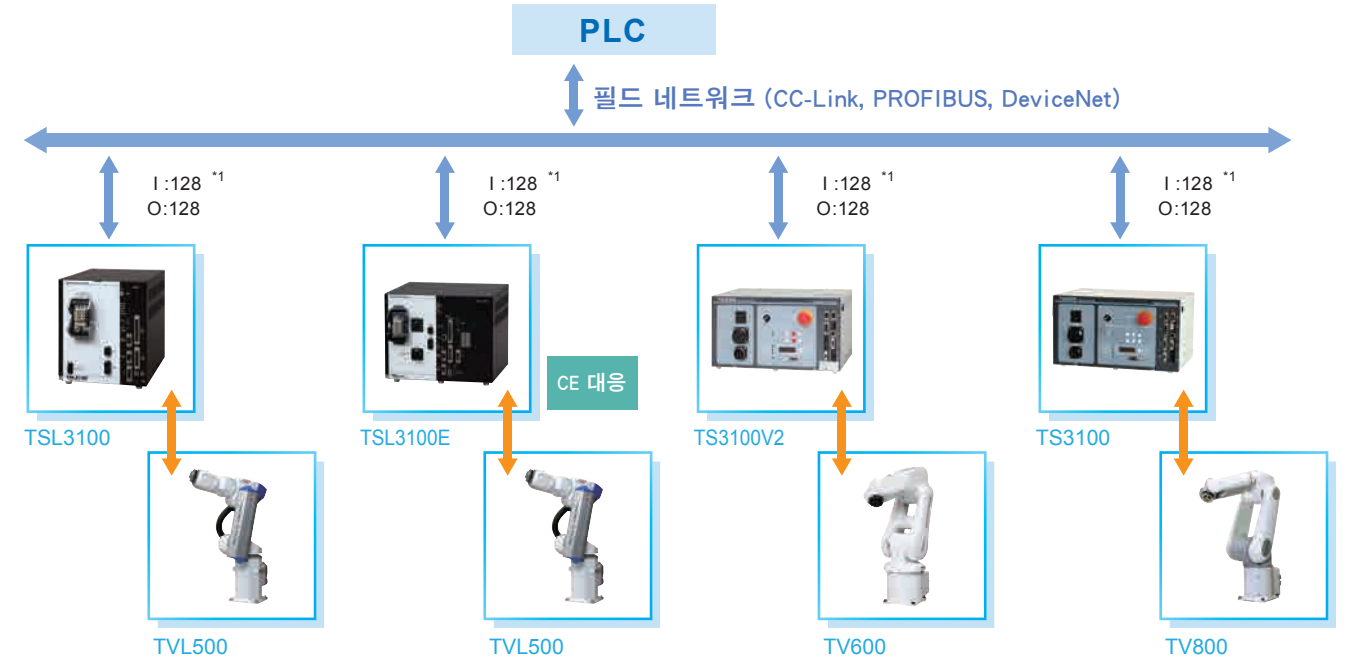 PLC
필드 네트워크 (CC-Link, PROFIBUS, DeviceNet)
I :128 *1
O:128
I :128 *1
O:128
I :128 *1
O:128
I :128 *1
O:128
CE 대응
TSL3100
TSL3100E
TS3100V2
TS3100
TVL500
TVL500
TV600
TV800